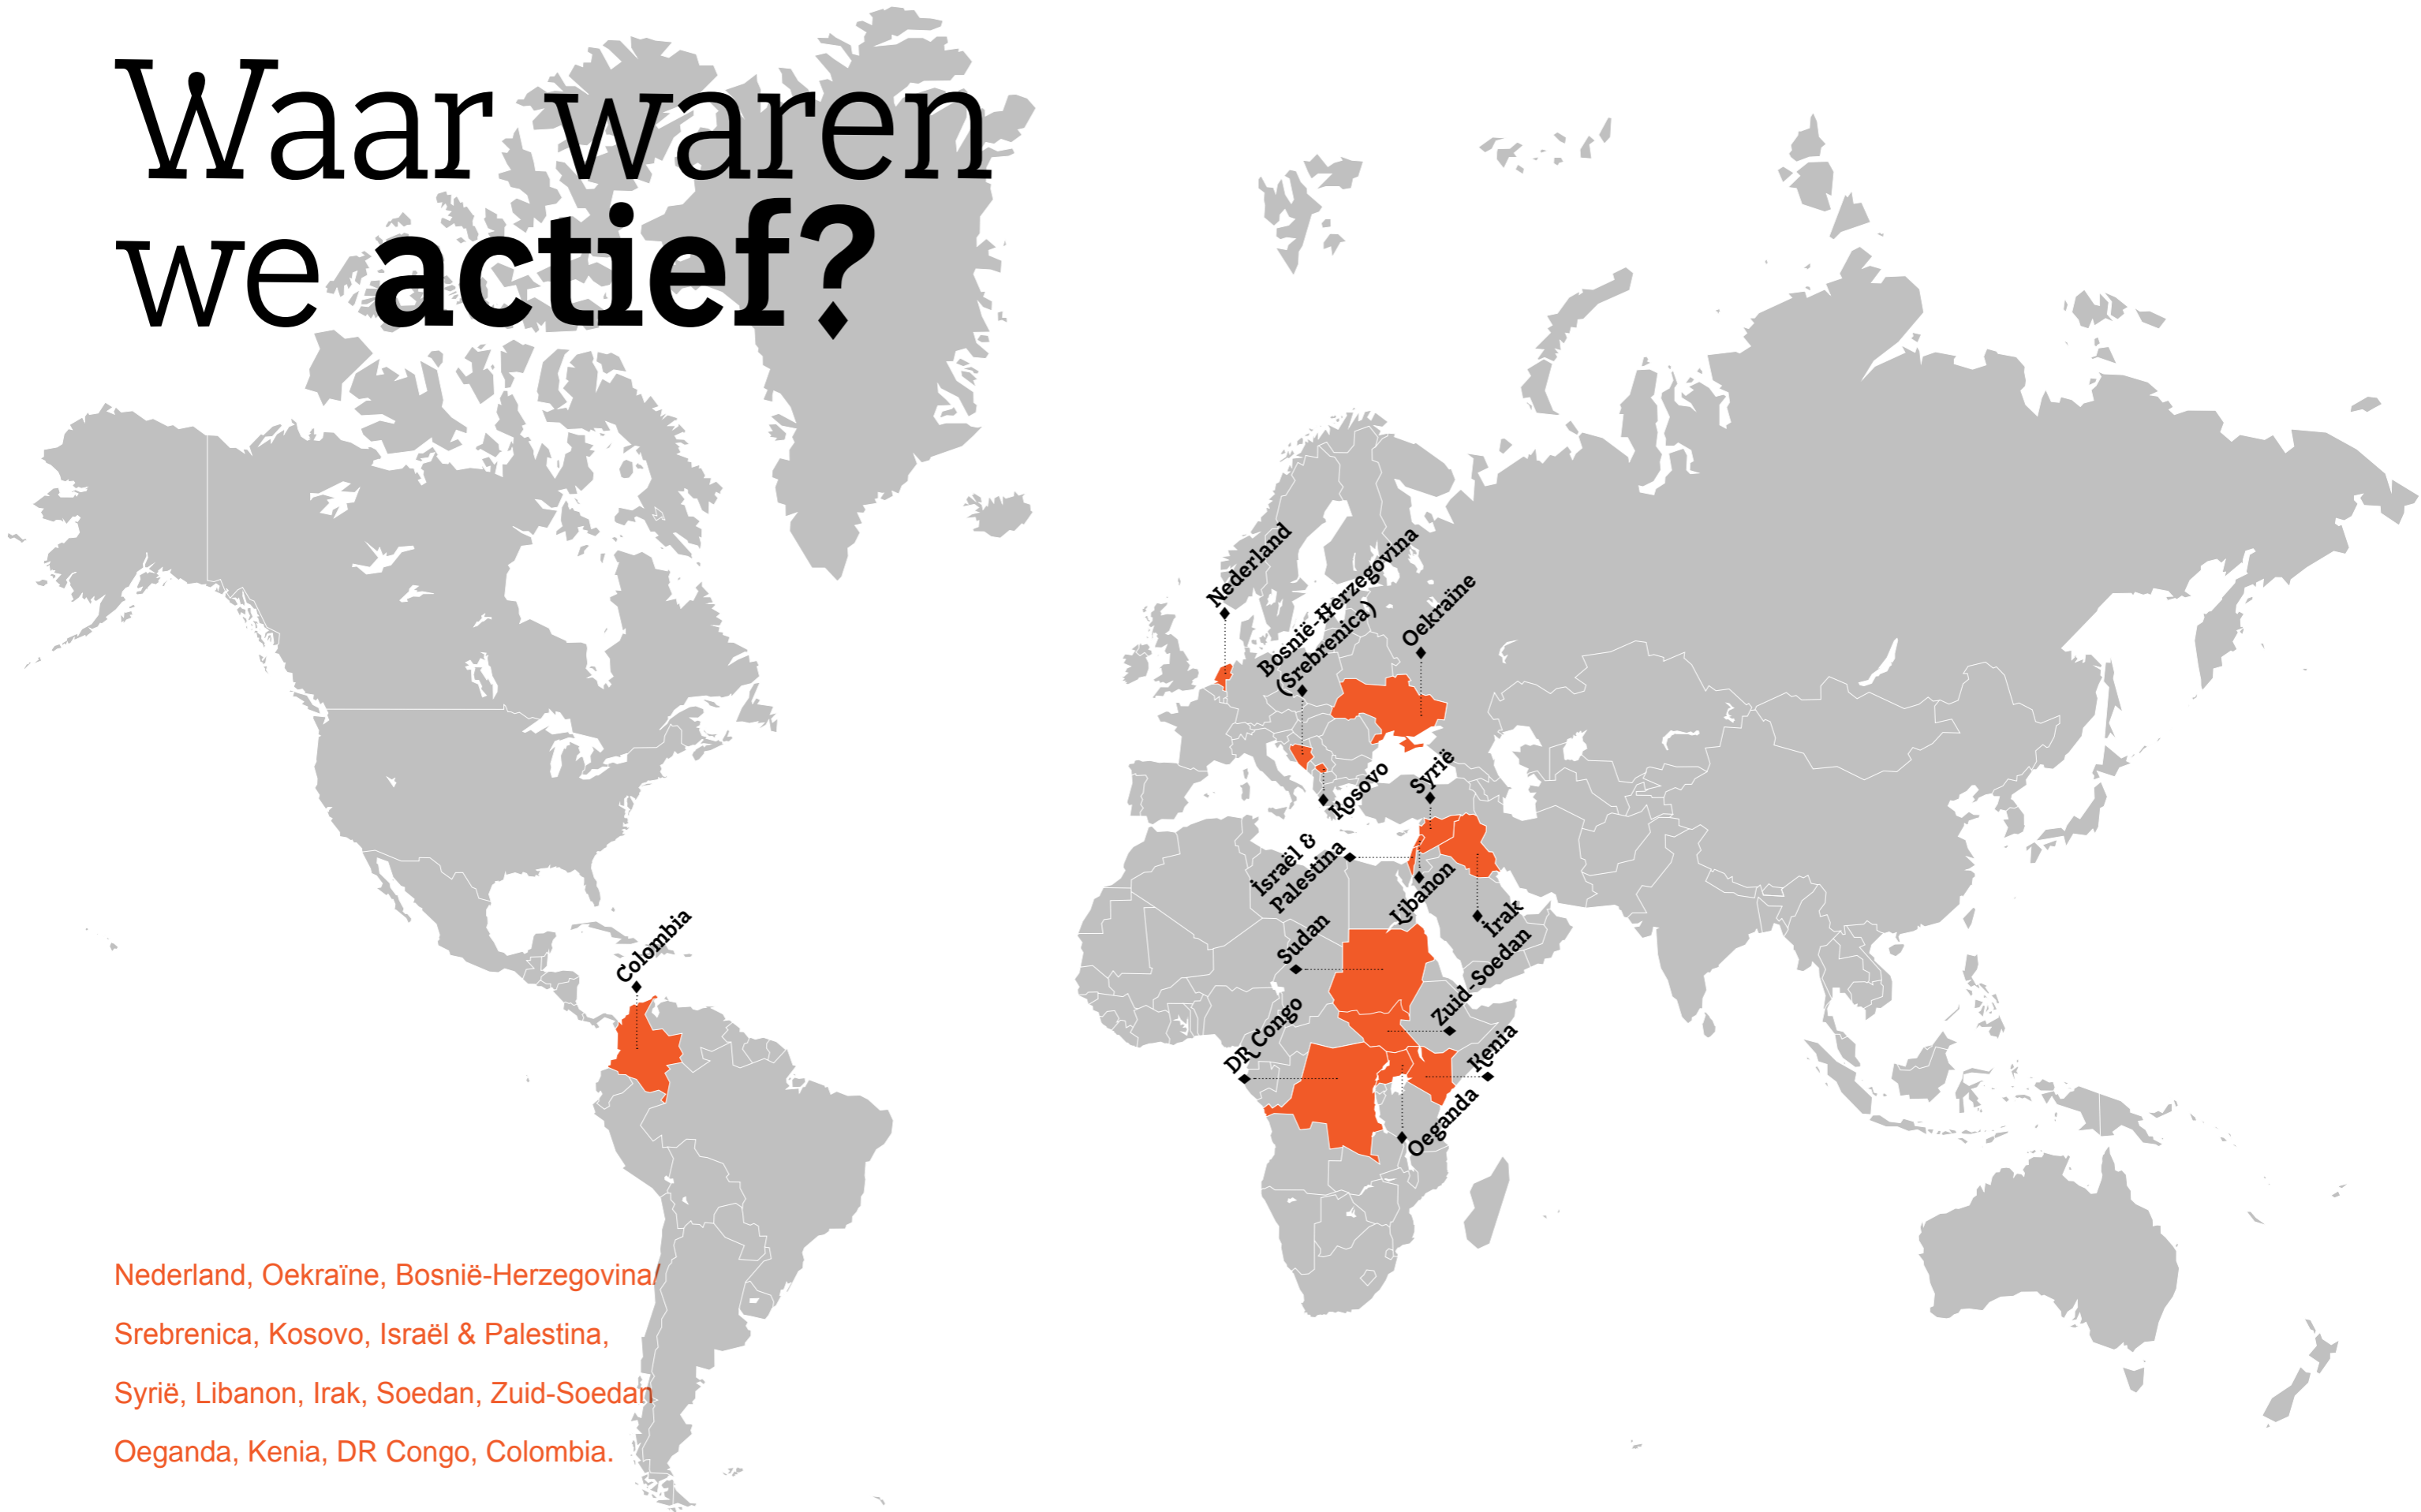 Waar waren
we actief?
Nederland
Bosnië-Herzegovina
(Srebrenica)
Oekraïne
Kosovo
Syrië
Israël &
Palestina
Libanon
Irak
Sudan
Zuid-Soedan
DR Congo
Kenia
Oeganda
Colombia
Nederland, Oekraïne, Bosnië-Herzegovina/
Srebrenica, Kosovo, Israël & Palestina,
Syrië, Libanon, Irak, Soedan, Zuid-Soedan
Oeganda, Kenia, DR Congo, Colombia.